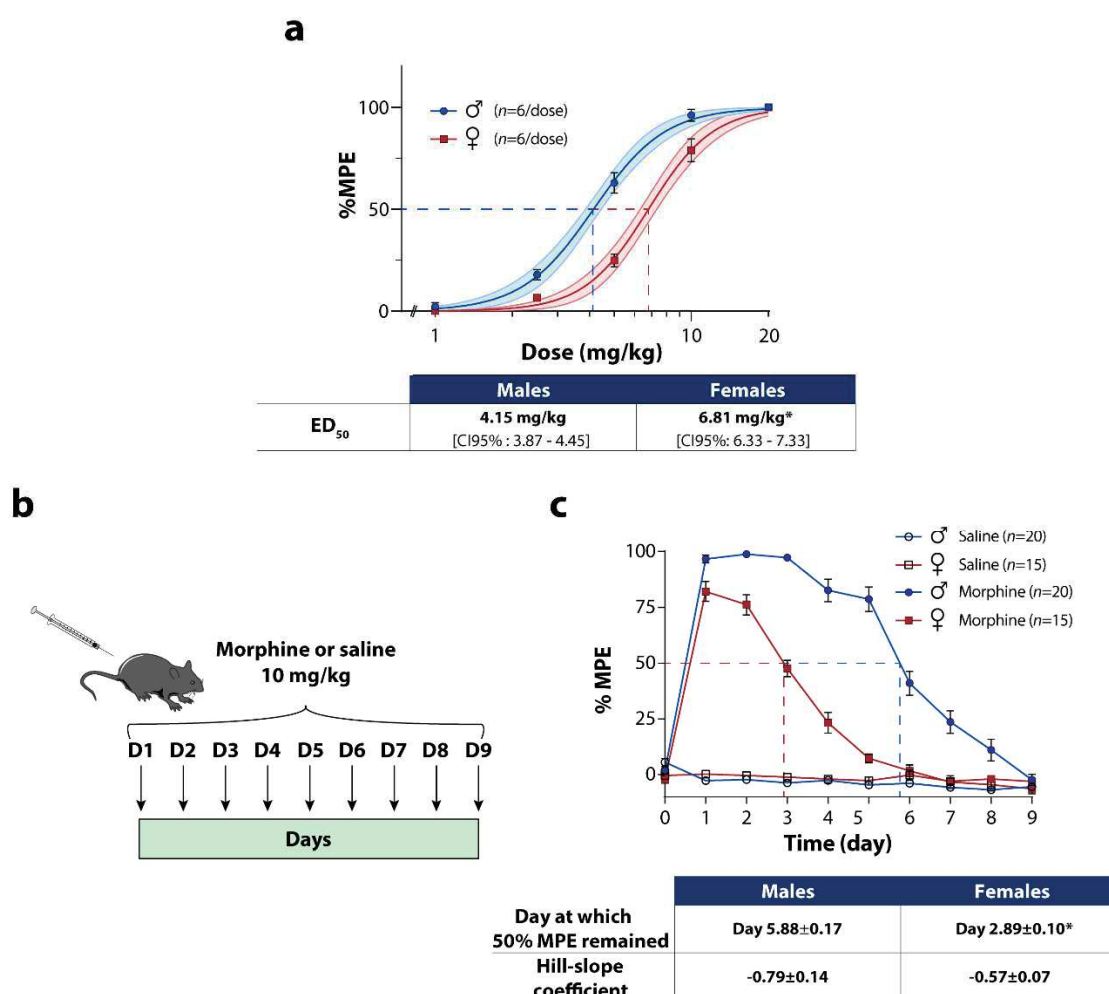 a
100
50
0
%MPE
♂ (n=6/dose)
♀ (n=6/dose)
1
10
20
Dose (mg/kg)
Males
Females
ED50
4.15 mg/kg
6.81 mg/kg*
[CI95% : 3.87 - 4.45]
[CI95%: 6.33 - 7.33]
b
Morphine or saline
10 mg/kg
D1 D2 D3 D4 D5 D6 D7 D8 D9
Days
c
♂ Saline (n=20)
♀ Saline (n=15)
♂ Morphine (n=20)
♀ Morphine (n=15)
100
75
50
25
0
% MPE
0 1 2 3 4 5 6 7 8 9
Time (day)
Males
Females
Day at which
50% MPE remained
Day 5.88±0.17
Day 2.89±0.10*
Hill-slope
coefficient
-0.79±0.14
-0.57±0.07